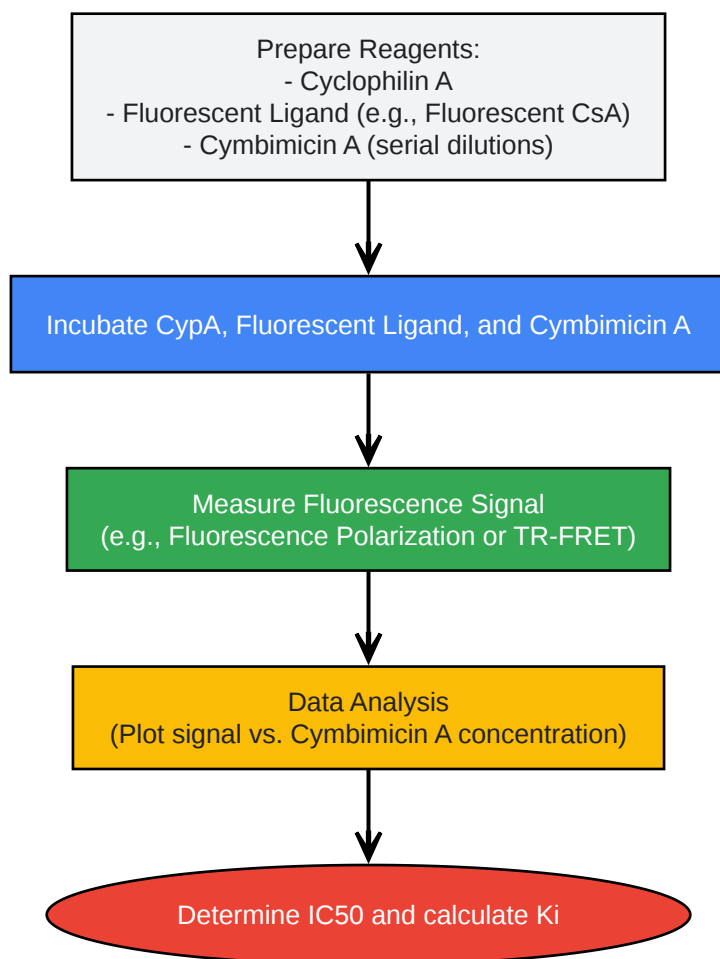 Prepare Reagents:
- Cyclophilin A
- Fluorescent Ligand (e.g., Fluorescent CsA)
- Cymbimicin A (serial dilutions)
Incubate CypA, Fluorescent Ligand, and Cymbimicin A
Measure Fluorescence Signal
(e.g., Fluorescence Polarization or TR-FRET)
Data Analysis
(Plot signal vs. Cymbimicin A concentration)
Determine IC50 and calculate Ki